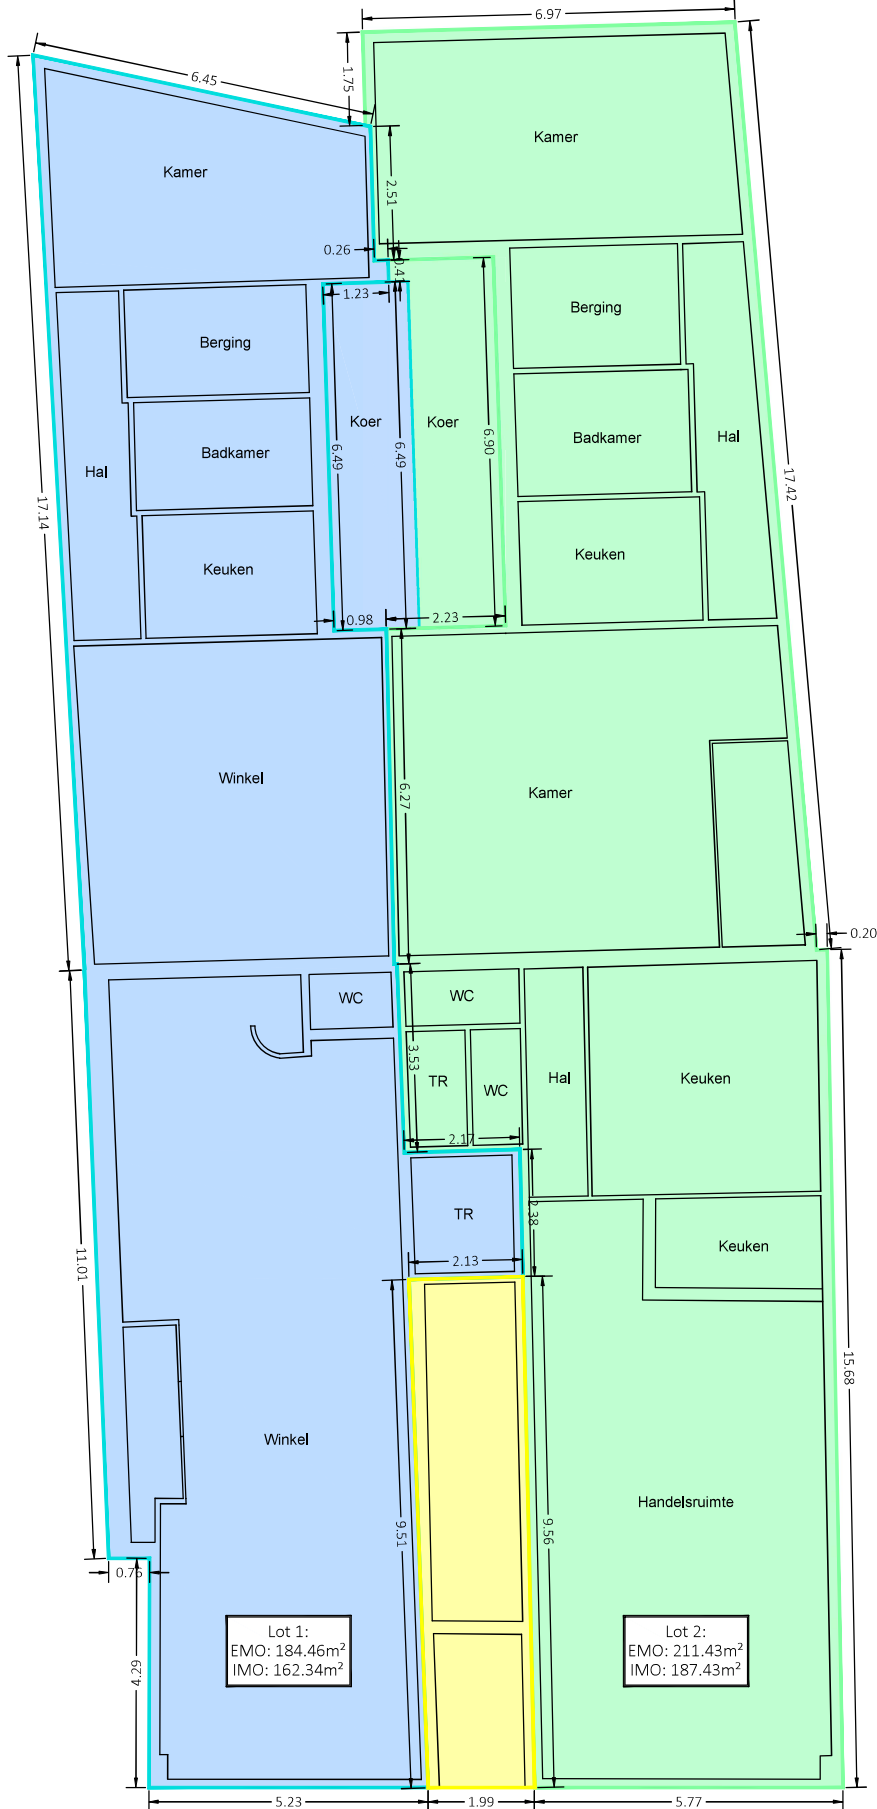 6.97
6.45
1.75
Kamer
Kamer
2.51
0.26
0.41
1.23
Berging
Berging
Koer
Koer
Hal
Badkamer
6.49
6.49
6.90
Badkamer
Hal
17.14
17.42
Keuken
Keuken
0.98
2.23
Winkel
6.27
Kamer
0.20
WC
WC
3.53
TR
WC
Hal
Keuken
2.17
TR
2.38
11.01
2.13
Keuken
15.68
Winkel
9.51
9.56
Handelsruimte
0.76
4.29
Lot 1:
EMO: 184.46m²
IMO: 162.34m²
Lot 2:
EMO: 211.43m²
IMO: 187.43m²
5.23
1.99
5.77